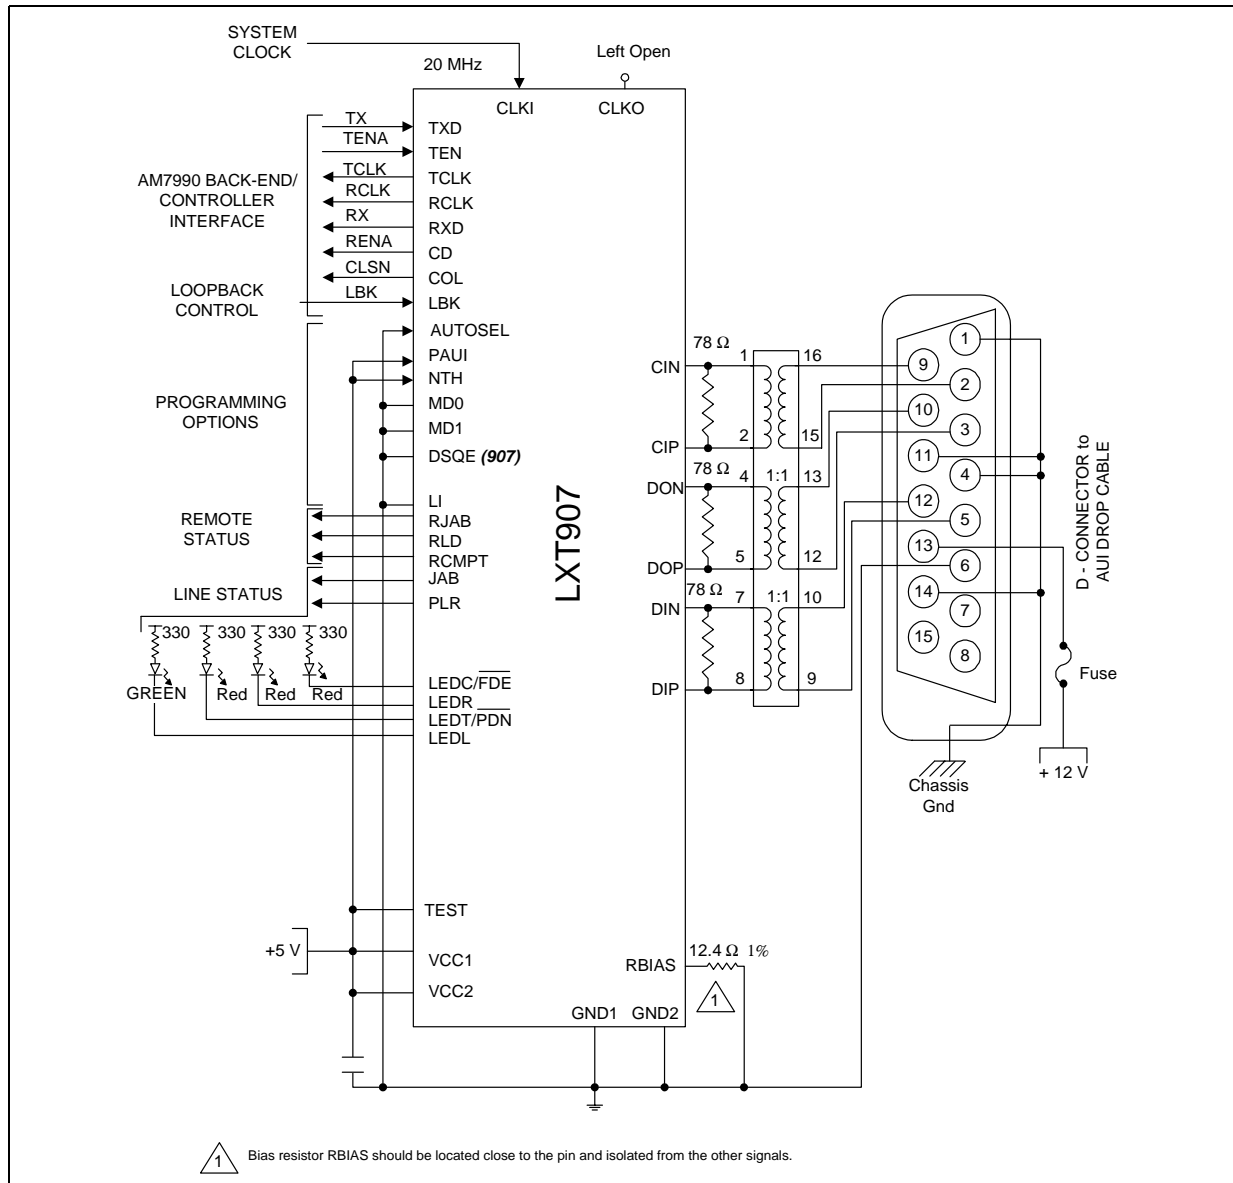 SYSTEM
CLOCK
20 MHz
Left Open
CLKI
CLKO
AM7990 BACK-END/
CONTROLLER
INTERFACE
LOOPBACK
CONTROL
PROGRAMMING
OPTIONS
REMOTE
STATUS
LINE STATUS
TX
TENA
TCLK
RCLK
RX
RENA
CLSN
LBK
TXD
TEN
TCLK
RCLK
RXD
CD
COL
LBK
AUTOSEL
PAUI
NTH
MD0
MD1
DSQE (907)
LI
RJAB
RLD
RCMPT
JAB
PLR
330 330 330 330
GREEN Red Red Red
LEDC/FDE
LEDR
LEDT/PDN
LEDL
TEST
+5 V
VCC1
VCC2
LXT907
CIN
78 Ω
1
16
CIP
2
15
DON
78 Ω
4
1:1
13
DOP
5
12
DIN
78 Ω
7
1:1
10
DIP
8
9
1
9
2
10
3
11
4
12
5
13
6
14
7
15
8
D - CONNECTOR to
AUI DROP CABLE
Fuse
+ 12 V
Chassis
Gnd
RBIAS
12.4 Ω 1%
1
GND1
GND2
1 Bias resistor RBIAS should be located close to the pin and isolated from the other signals.